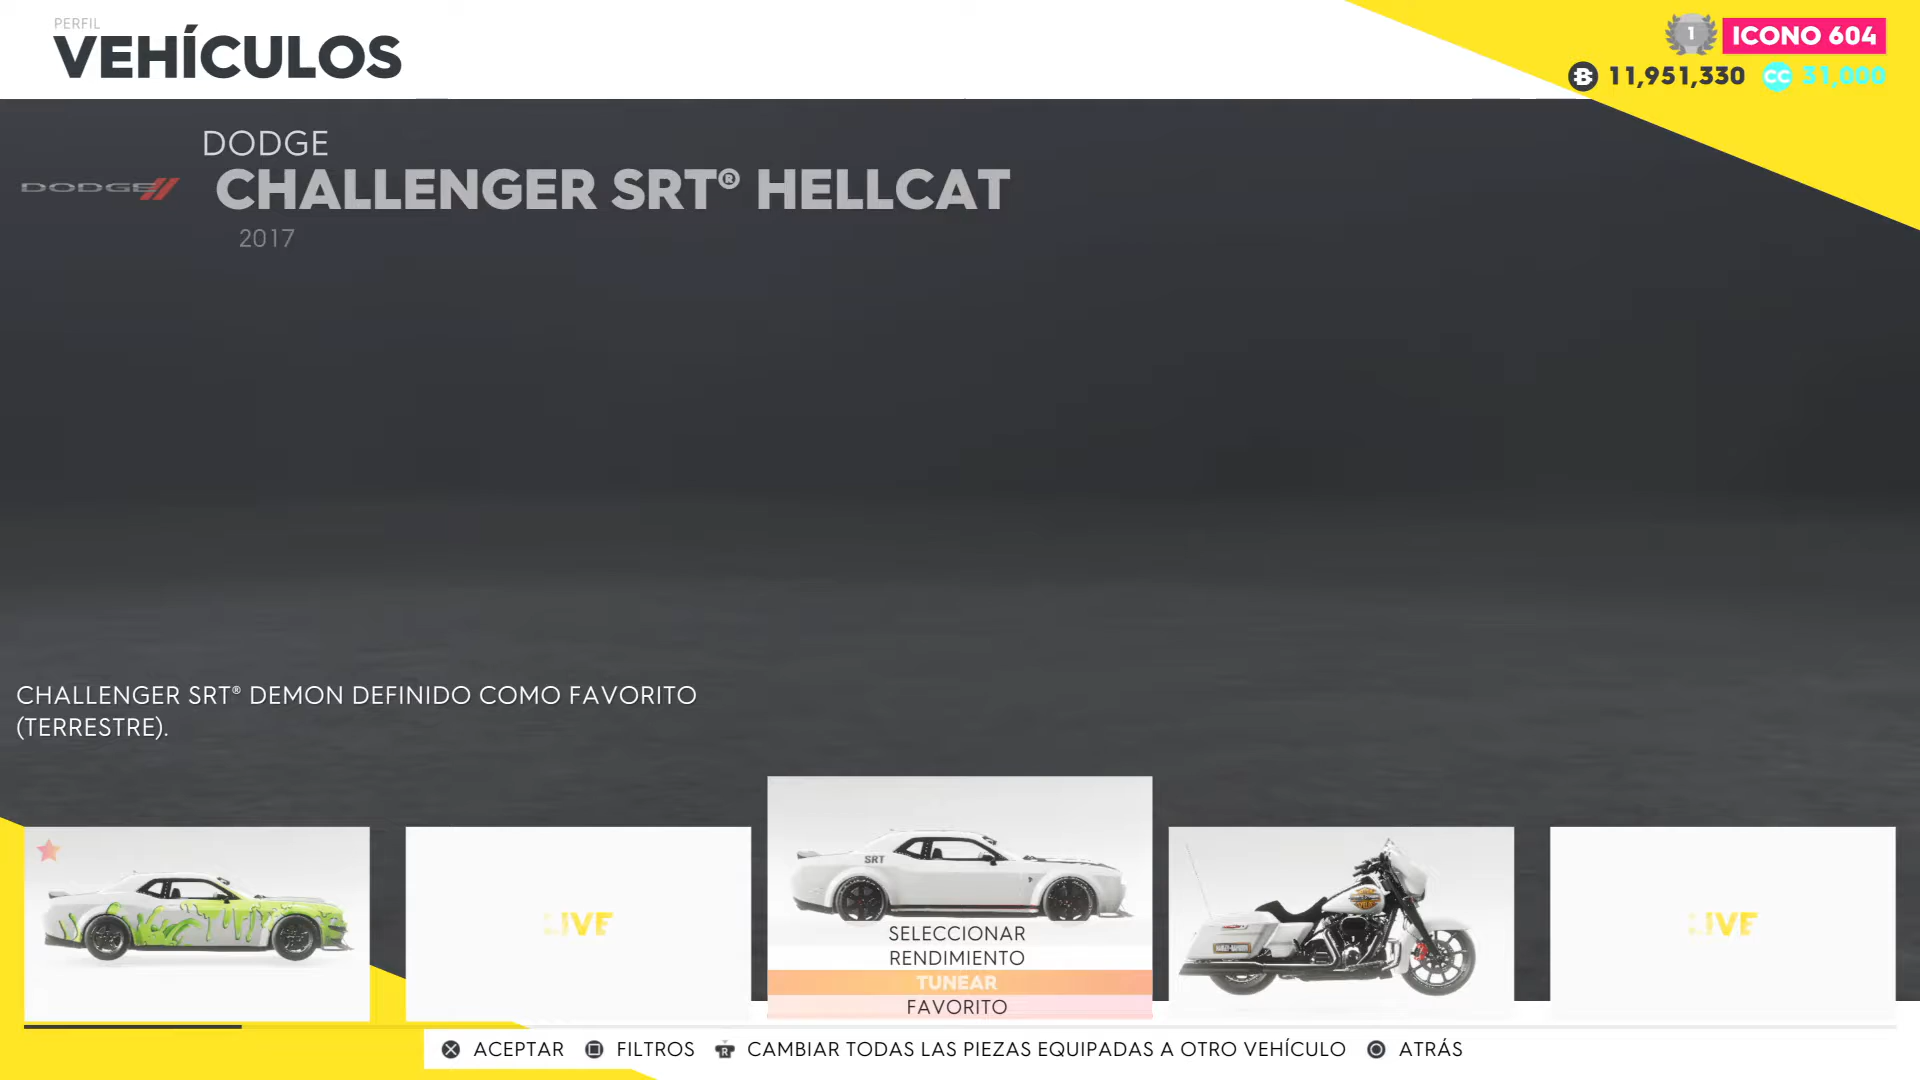 PERFIL
VEHÍCULOS
1
ICONO 604
11,951,330
CC 31,000
DODGE
DODGE
CHALLENGER SRT® HELLCAT
2017
CHALLENGER SRT® DEMON DEFINIDO COMO FAVORITO
(TERRESTRE).
LIVE
SRT
SELECCIONAR
RENDIMIENTO
TUNEAR
FAVORITO
LIVE
ACEPTAR
FILTROS
R
CAMBIAR TODAS LAS PIEZAS EQUIPADAS A OTRO VEHÍCULO
ATRÁS